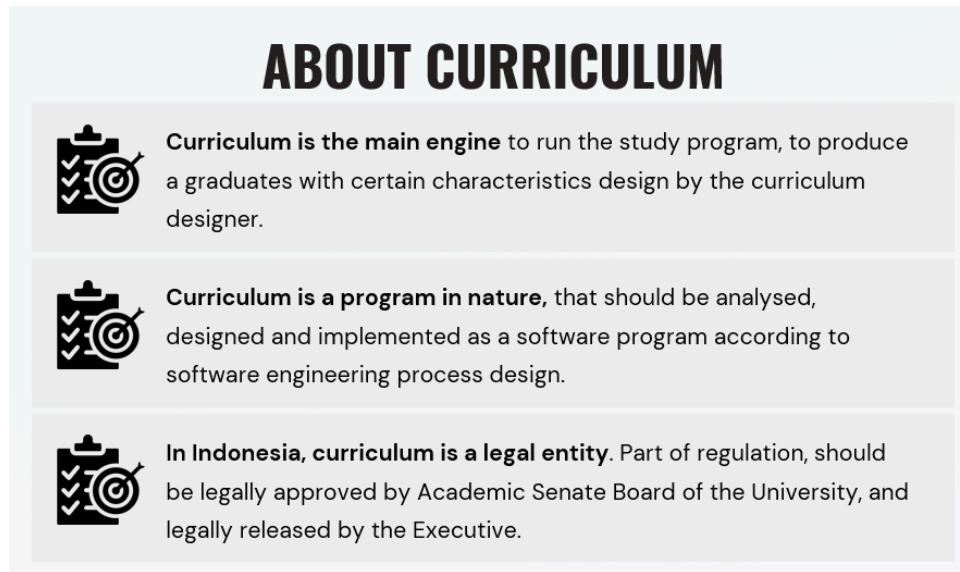 ABOUT CURRICULUM
Curriculum is the main engine to run the study program, to produce
a graduates with certain characteristics design by the curriculum
designer.
Curriculum is a program in nature, that should be analysed,
designed and implemented as a software program according to
software engineering process design.
In Indonesia, curriculum is a legal entity. Part of regulation, should
be legally approved by Academic Senate Board of the University, and
legally released by the Executive.